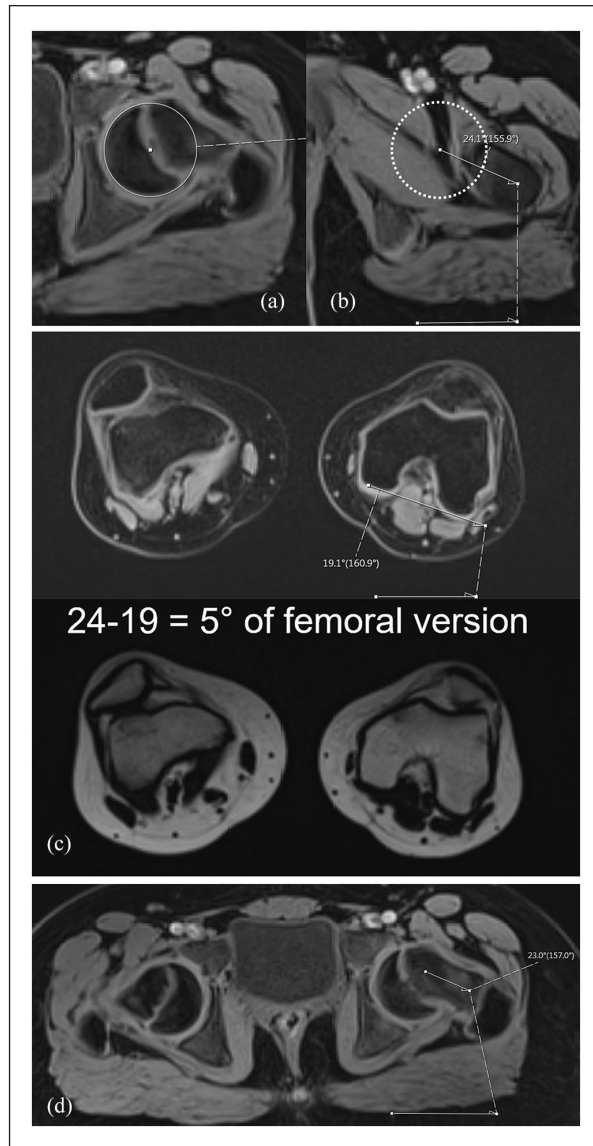 24.1°(155.9°)
(a)
(b)
19.1°(160.9°)
24-19 = 5° of femoral version
(c)
23.0°(157.0°)
(d)